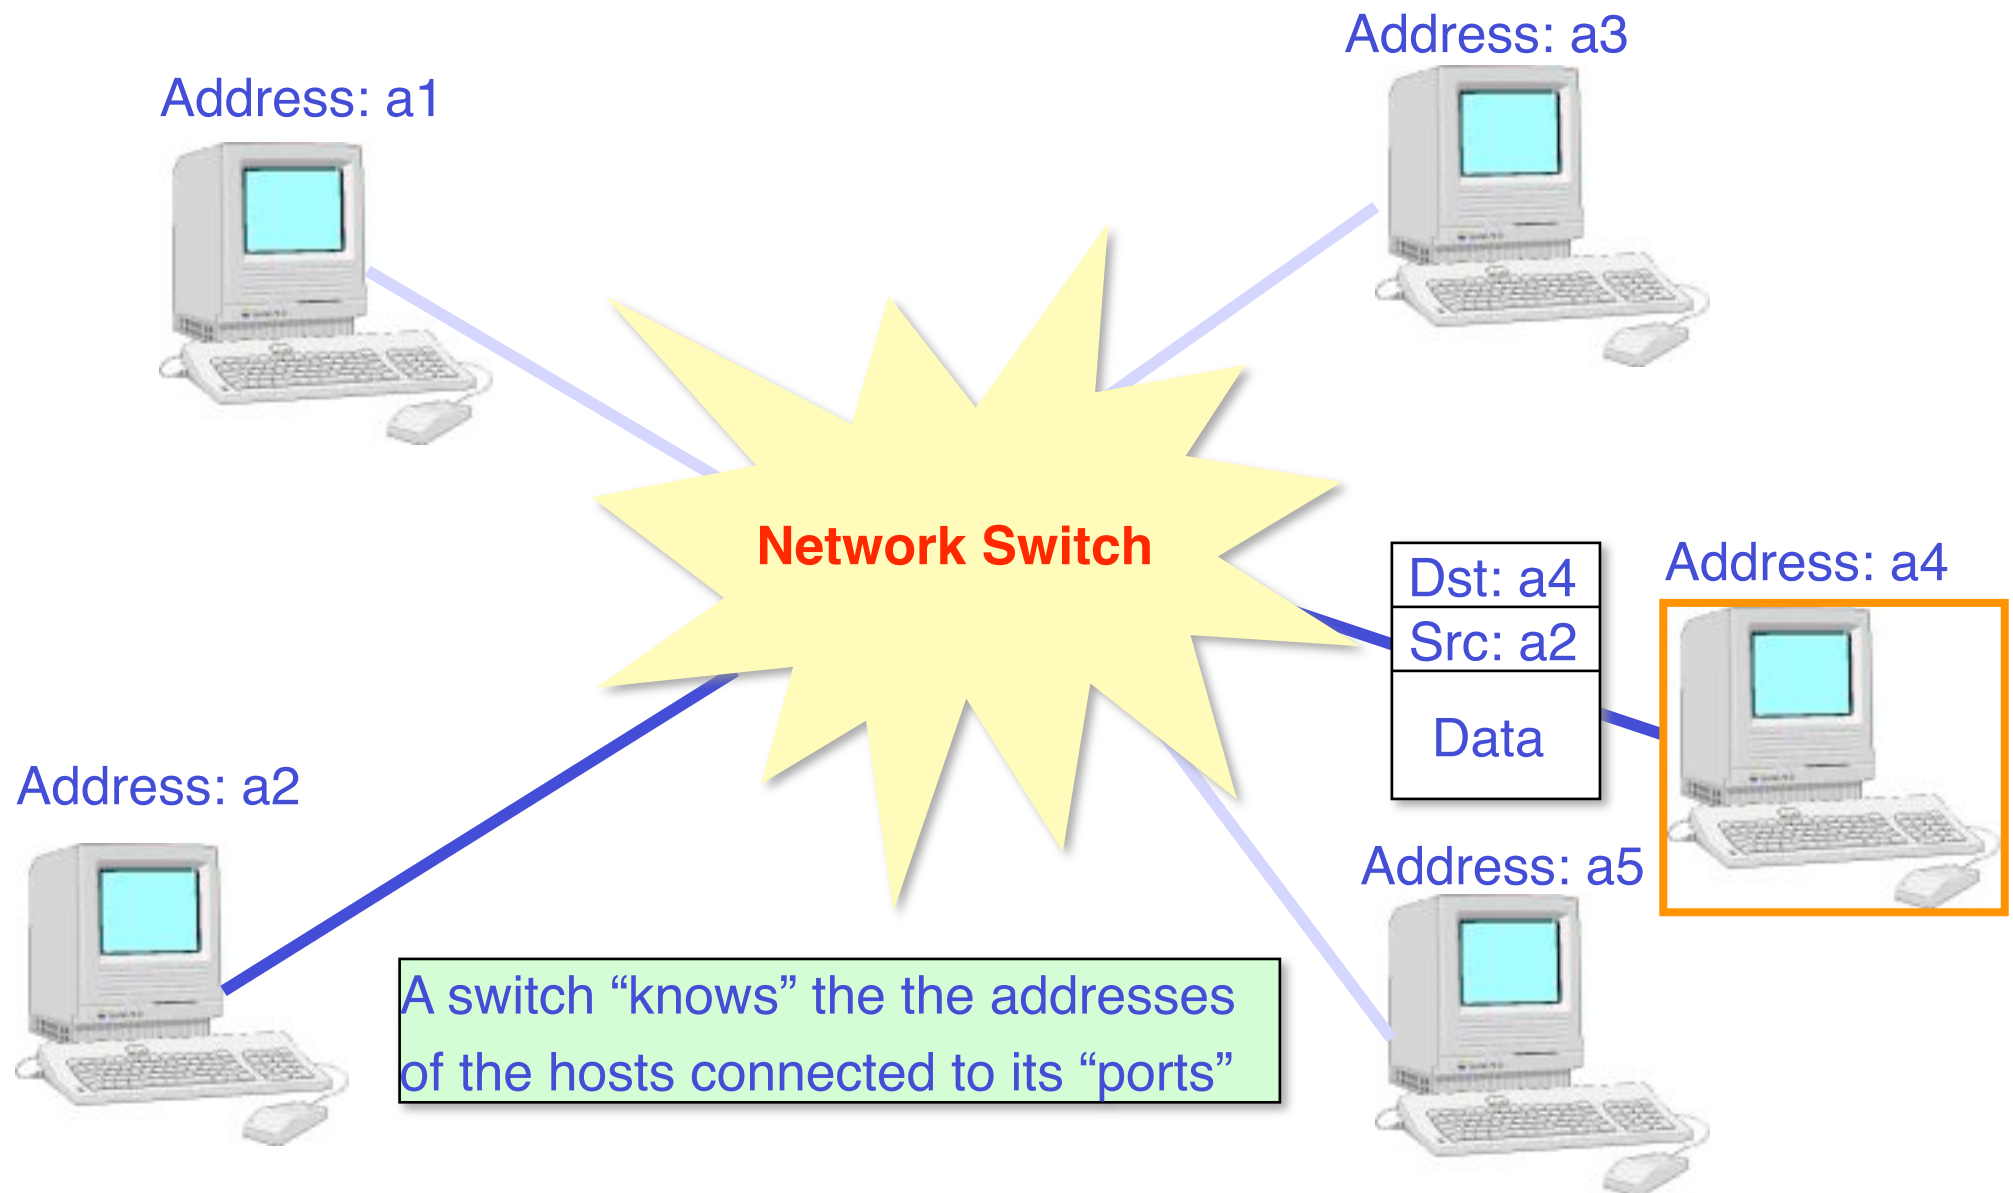 Address: a1
Address: a3
Network Switch
Dst: a4
Src: a2
Data
Address: a4
Address: a2
Address: a5
A switch “knows” the the addresses
of the hosts connected to its “ports”